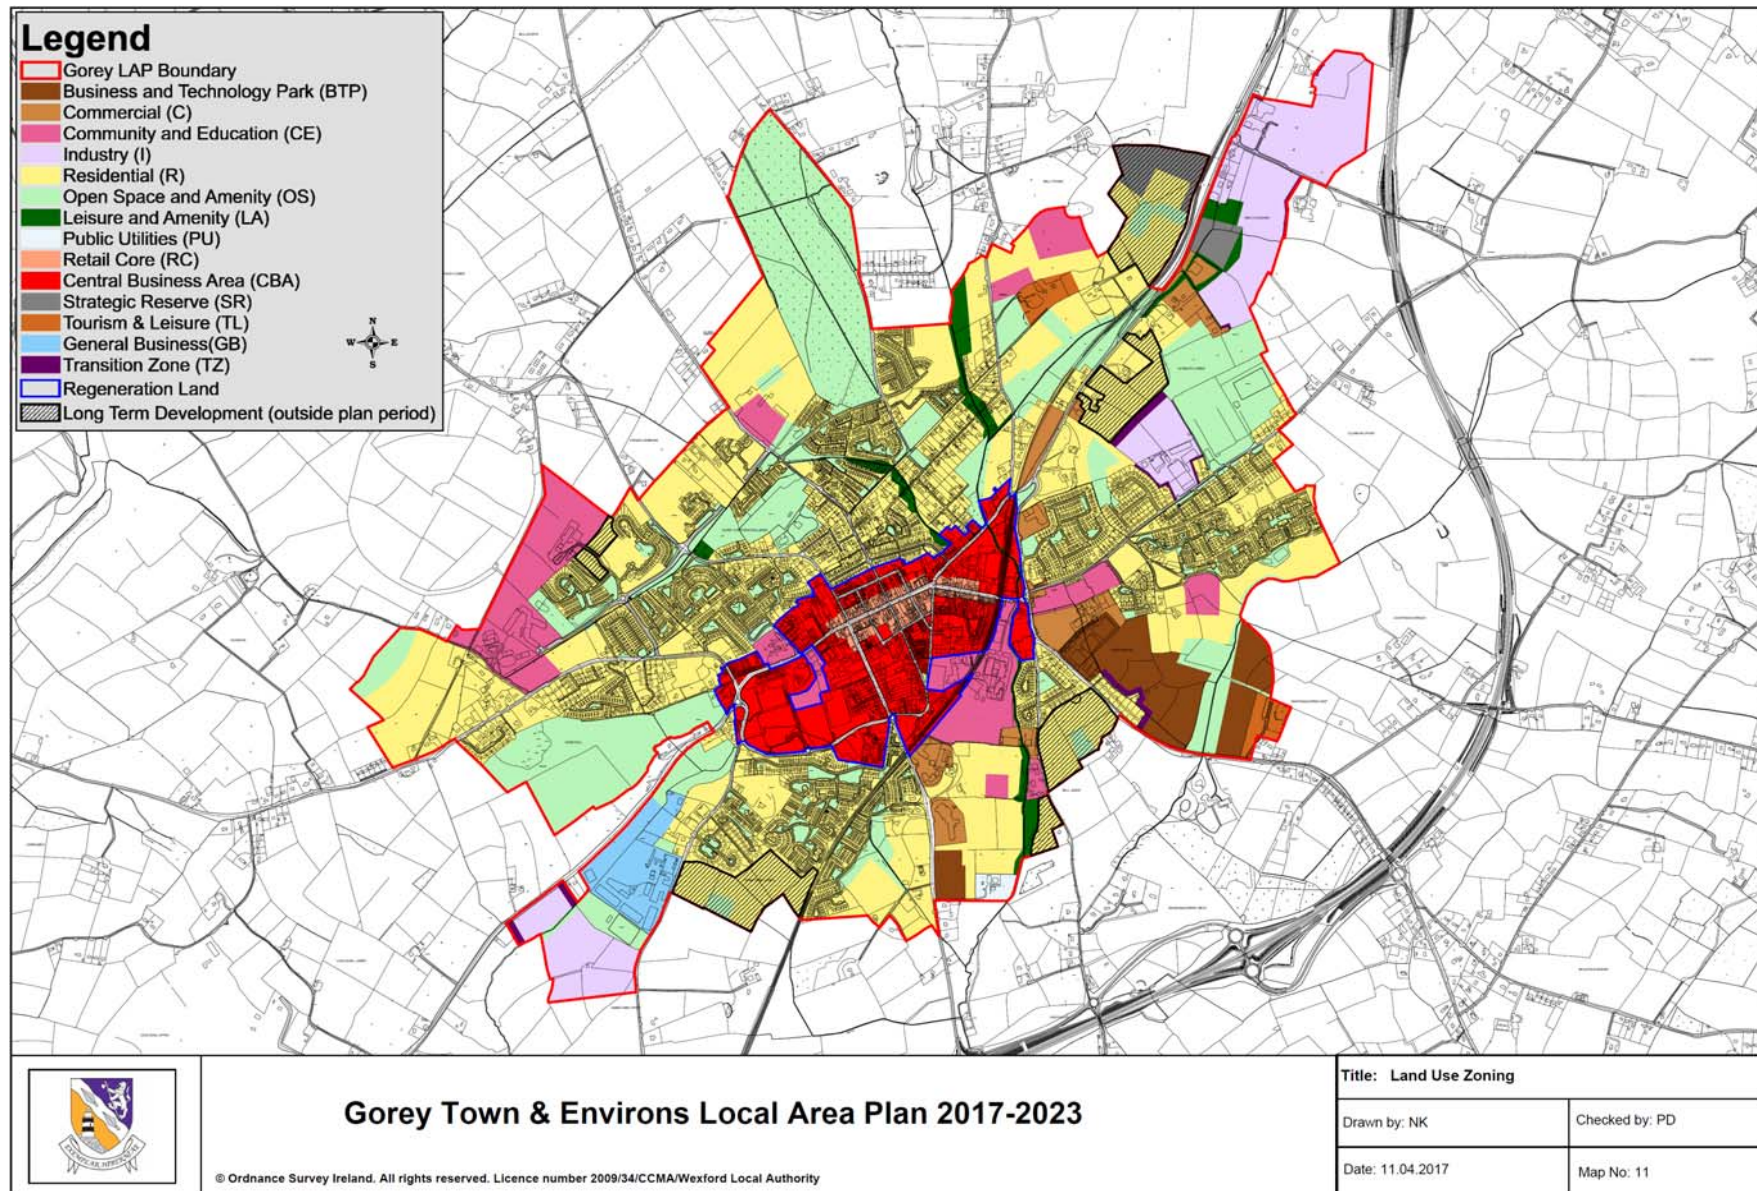 Legend
Gorey LAP Boundary
Business and Technology Park (BTP)
Commercial (C)
Community and Education (CE)
Industry (I)
Residential (R)
Open Space and Amenity (OS)
Leisure and Amenity (LA)
Public Utilities (PU)
Retail Core (RC)
Central Business Area (CBA)
Strategic Reserve (SR)
Tourism & Leisure (TL)
General Business(GB)
Transition Zone (TZ)
Regeneration Land
Long Term Development (outside plan period)
N
W E
S
Gorey Town & Environs Local Area Plan 2017-2023
© Ordnance Survey Ireland. All rights reserved. Licence number 2009/34/CCMA/Wexford Local Authority
Title: Land Use Zoning
Drawn by: NK
Checked by: PD
Date: 11.04.2017
Map No: 11